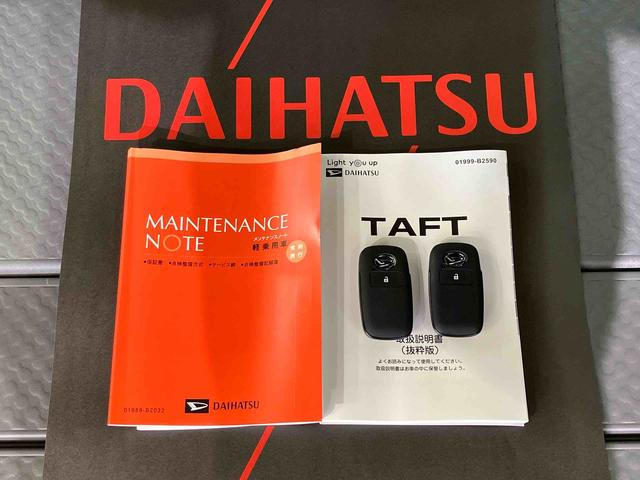 DAIHATSU
MAINTENANCE
NOTE
メンテナンスノート
軽乗用車
•保証書 •点検整備方式 •サービス網 •点検整備記録簿
01999-B2032
DAIHATSU
Light you up
01999-B2590
DAIHATSU
TAFT
取扱説明書
(抜粋版)
よくお読みになって使用してください。
取扱説明書はお車の中に保管しましょう。